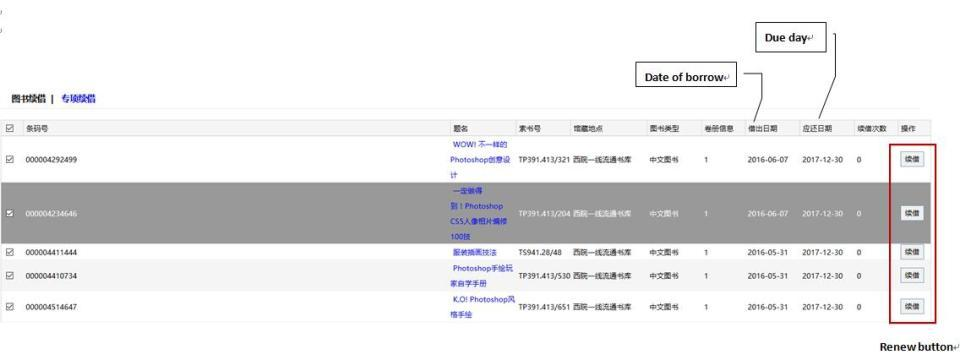 Due day
Date of borrow
图书续借 | 专项续借
条码号 题名 索书号 馆藏地点 图书类型 卷册信息 借出日期 应还日期 续借次数 操作
WOW! 不一样的
000004292499 Photoshop创意设 TP391.413/321 西院一线流通书库 中文图书 1 2016-06-07 2017-12-30 0 续借
计
一定做得
到！Photoshop
000004234646 TP391.413/204 西院一线流通书库 中文图书 1 2016-06-07 2017-12-30 0 续借
CS5人像相片编修
100技
000004411444 服装插画技法 TS941.28/48 西院一线流通书库 中文图书 1 2016-05-31 2017-12-30 0 续借
Photoshop手绘玩
000004410734 TP391.413/530 西院一线流通书库 中文图书 1 2016-05-31 2017-12-30 0 续借
家自学手册
K.O! Photoshop风
000004514647 TP391.413/651 西院一线流通书库 中文图书 1 2016-05-31 2017-12-30 0 续借
格手绘
Renew button